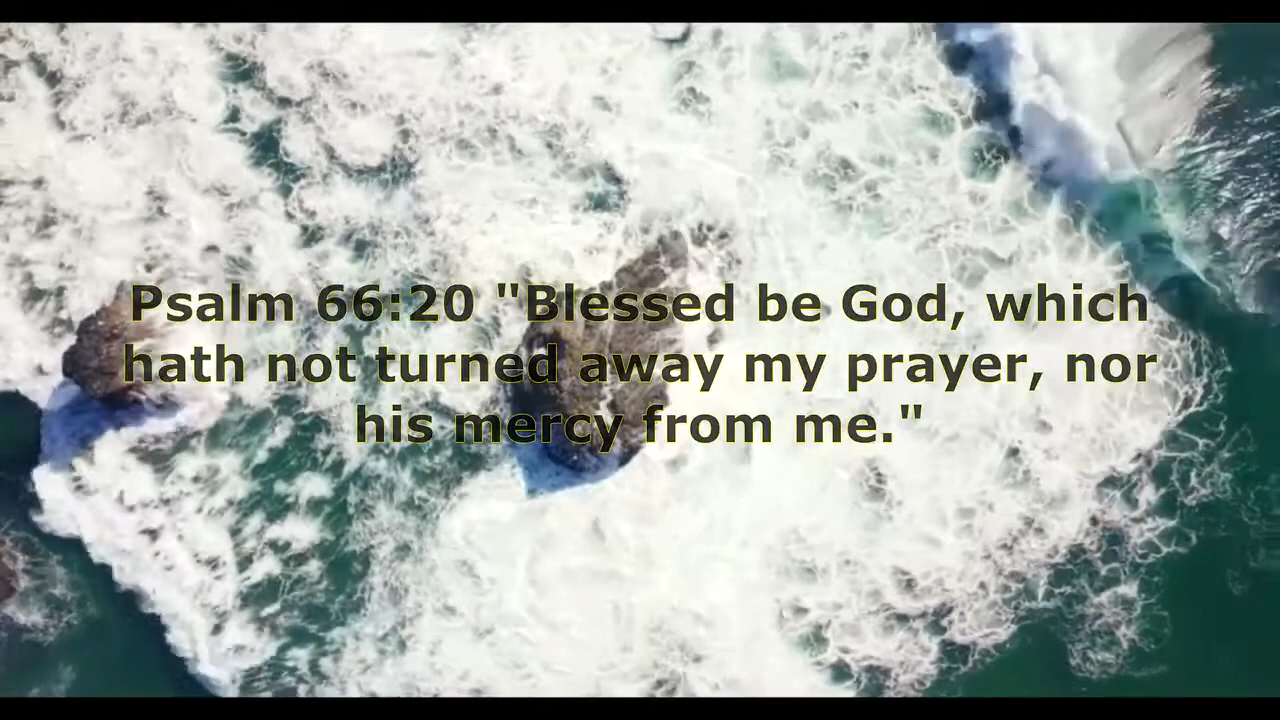 Psalm 66:20 "Blessed be God, which
hath not turned away my prayer, nor
his mercy from me."